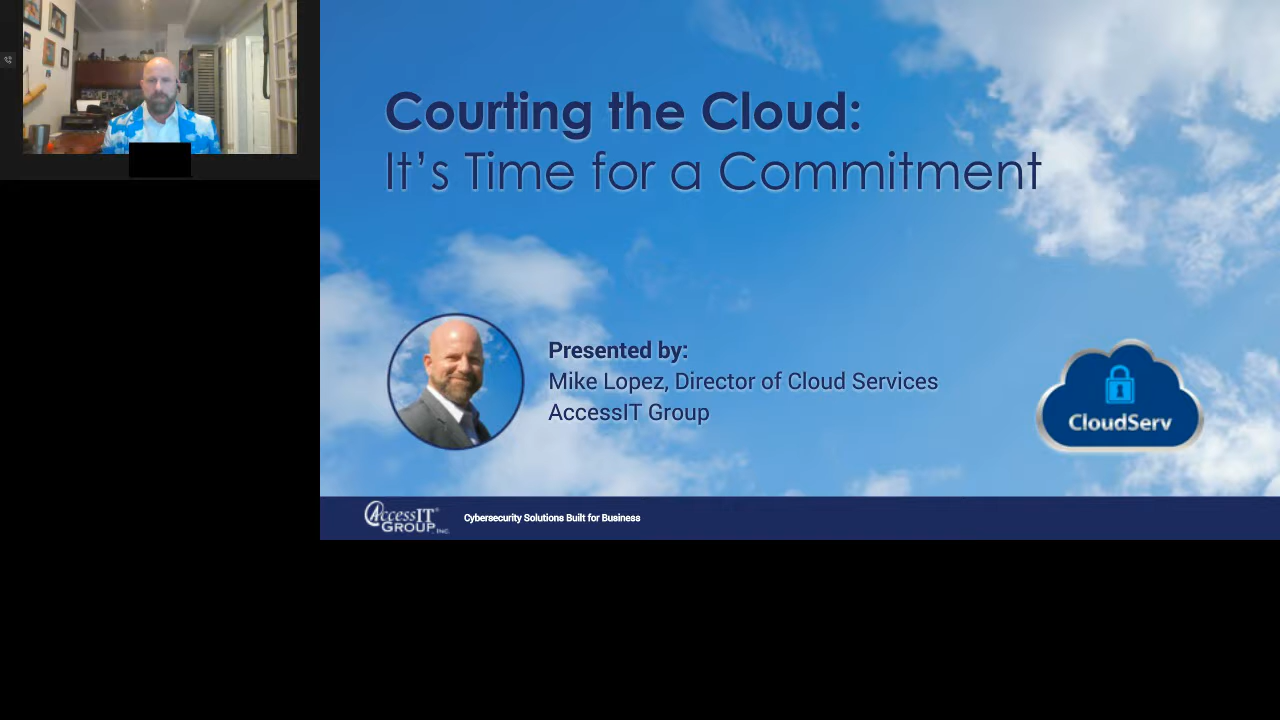 Courting the Cloud:
It's Time for a Commitment
Presented by:
Mike Lopez, Director of Cloud Services
AccessIT Group
CloudServ
AccessIT
GROUP, INC.
Cybersecurity Solutions Built for Business